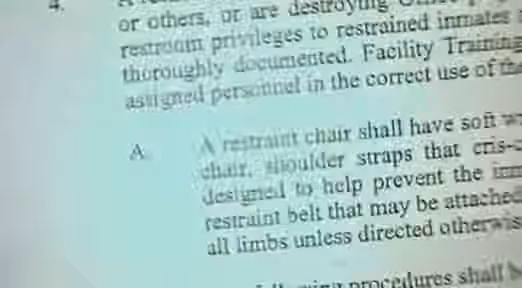 4.
or others, or are destroying
restroom privileges to restrained inmates
thoroughly documented. Facility Training
assigned personnel in the correct use of the
A. A restraint chair shall have soft
chair, shoulder straps that cris-
designed to help prevent the
restraint belt that may be attached
all limbs unless directed otherwis
procedures shall